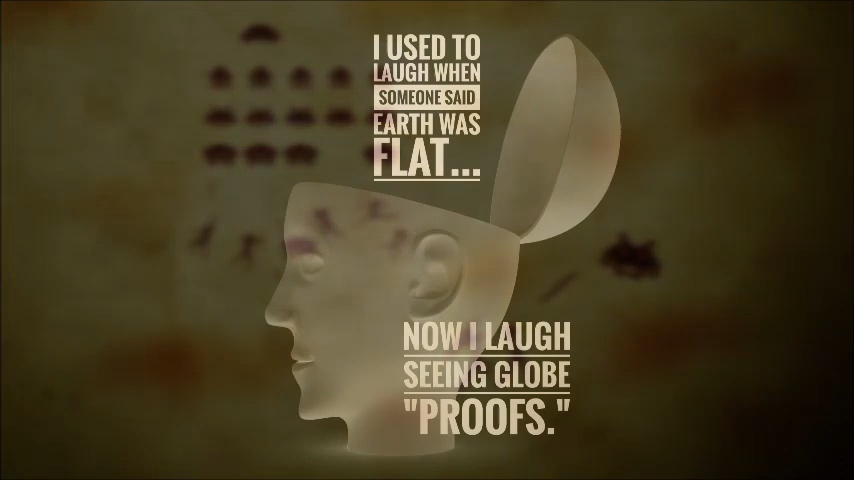 I USED TO
LAUGH WHEN
SOMEONE SAID
EARTH WAS
FLAT...
NOW I LAUGH
SEEING GLOBE
"PROOFS."